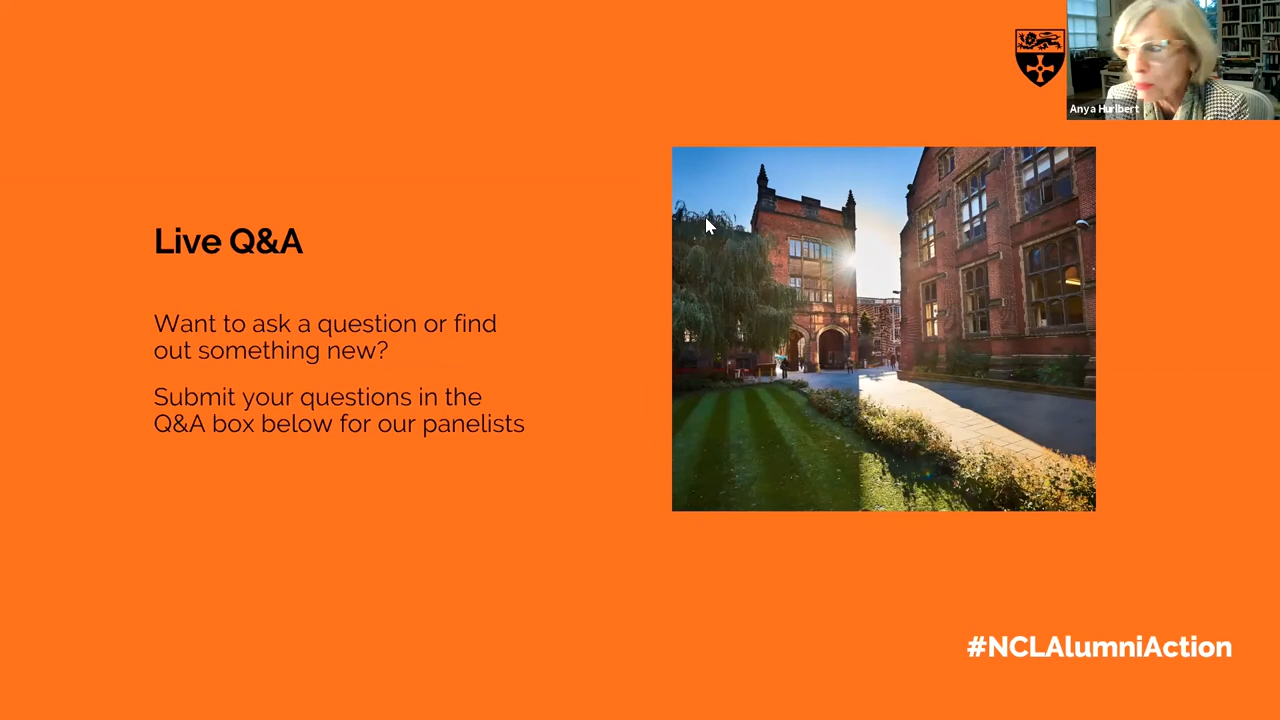 Anya Hurlbert
Live Q&A
Want to ask a question or find
out something new?
Submit your questions in the
Q&A box below for our panelists
#NCLAlumniAction